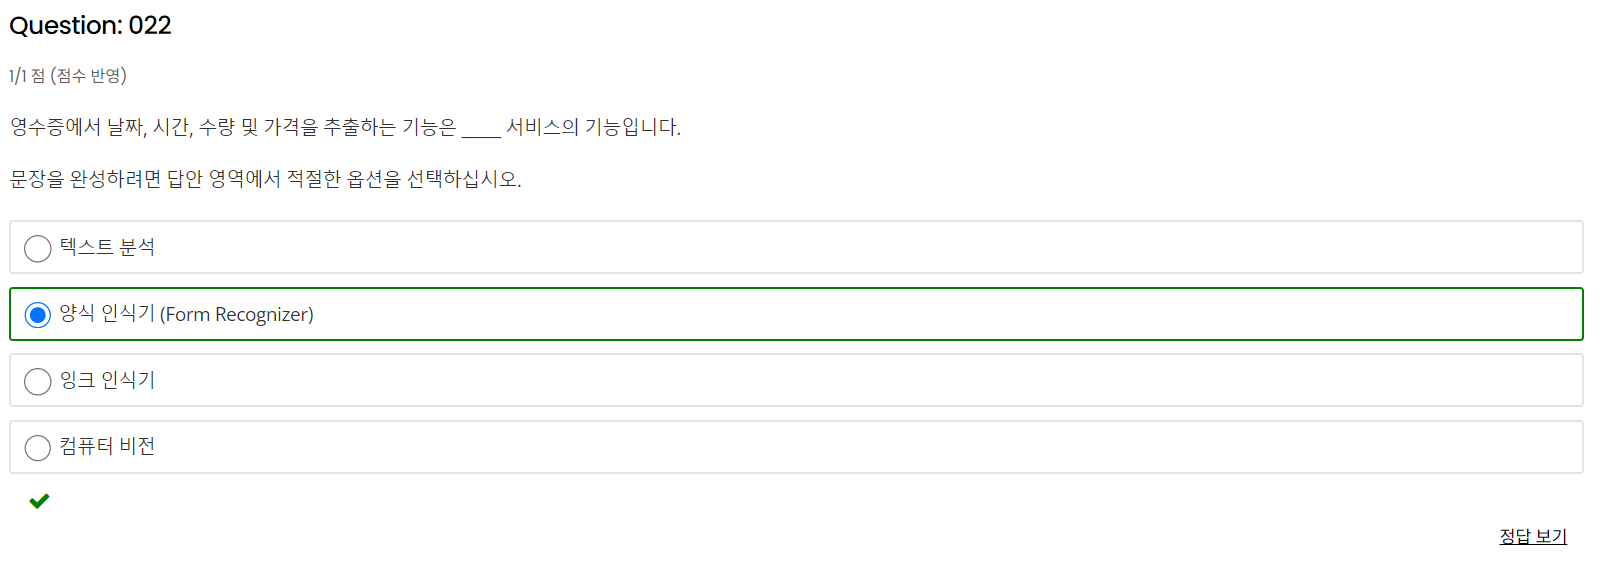 Question: 022
1/1 점 (점수 반영)
영수증에서 날짜, 시간, 수량 및 가격을 추출하는 기능은 ____ 서비스의 기능입니다.
문장을 완성하려면 답안 영역에서 적절한 옵션을 선택하십시오.
텍스트 분석
양식 인식기 (Form Recognizer)
잉크 인식기
컴퓨터 비전
정답 보기